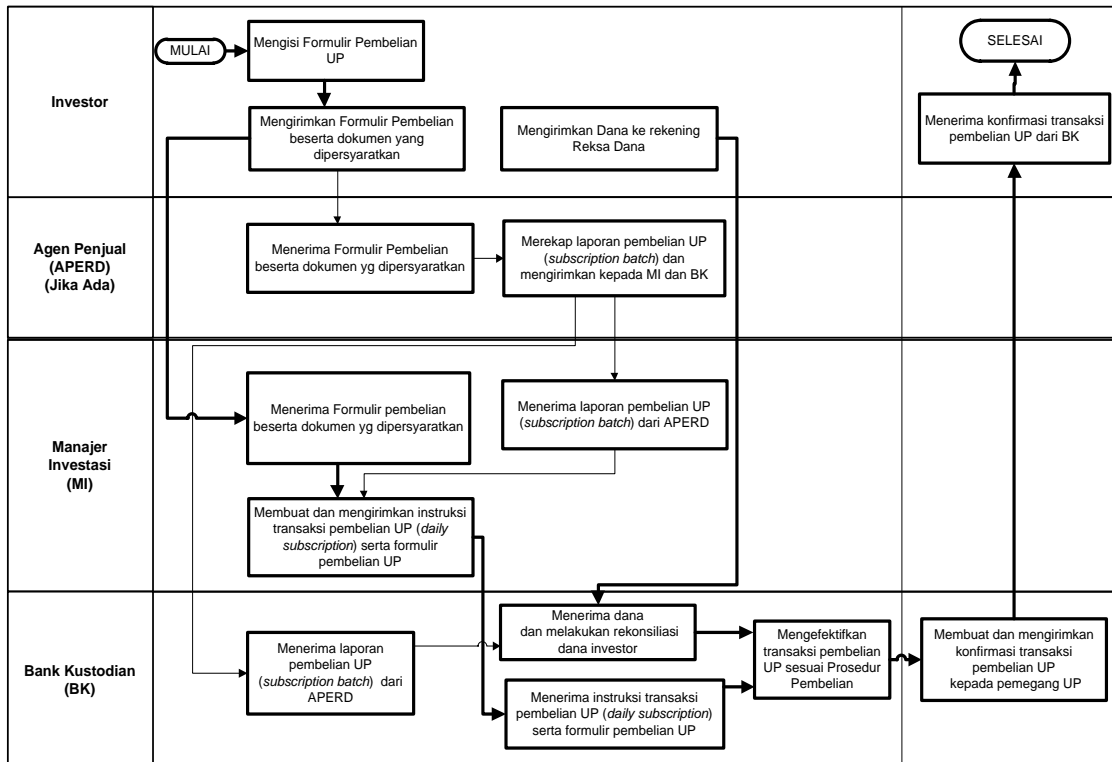 MULAI
Mengisi Formulir Pembelian
UP
SELESAI
Investor
Mengirimkan Formulir Pembelian
beserta dokumen yang
dipersyaratkan
Mengirimkan Dana ke rekening
Reksa Dana
Menerima konfirmasi transaksi
pembelian UP dari BK
Agen Penjual
(APERD)
(Jika Ada)
Menerima Formulir Pembelian
beserta dokumen yg dipersyaratkan
Merekap laporan pembelian UP
(subscription batch) dan
mengirimkan kepada MI dan BK
Manajer
Investasi
(MI)
Menerima Formulir pembelian
beserta dokumen yg dipersyaratkan
Menerima laporan pembelian UP
(subscription batch) dari APERD
Membuat dan mengirimkan instruksi
transaksi pembelian UP (daily
subscription) serta formulir
pembelian UP
Bank Kustodian
(BK)
Menerima laporan
pembelian UP
(subscription batch) dari
APERD
Menerima dana
dan melakukan rekonsiliasi
dana investor
Menerima instruksi transaksi
pembelian UP (daily subscription)
serta formulir pembelian UP
Mengefektifkan
transaksi pembelian
UP sesuai Prosedur
Pembelian
Membuat dan mengirimkan
konfirmasi transaksi
pembelian UP
kepada pemegang UP